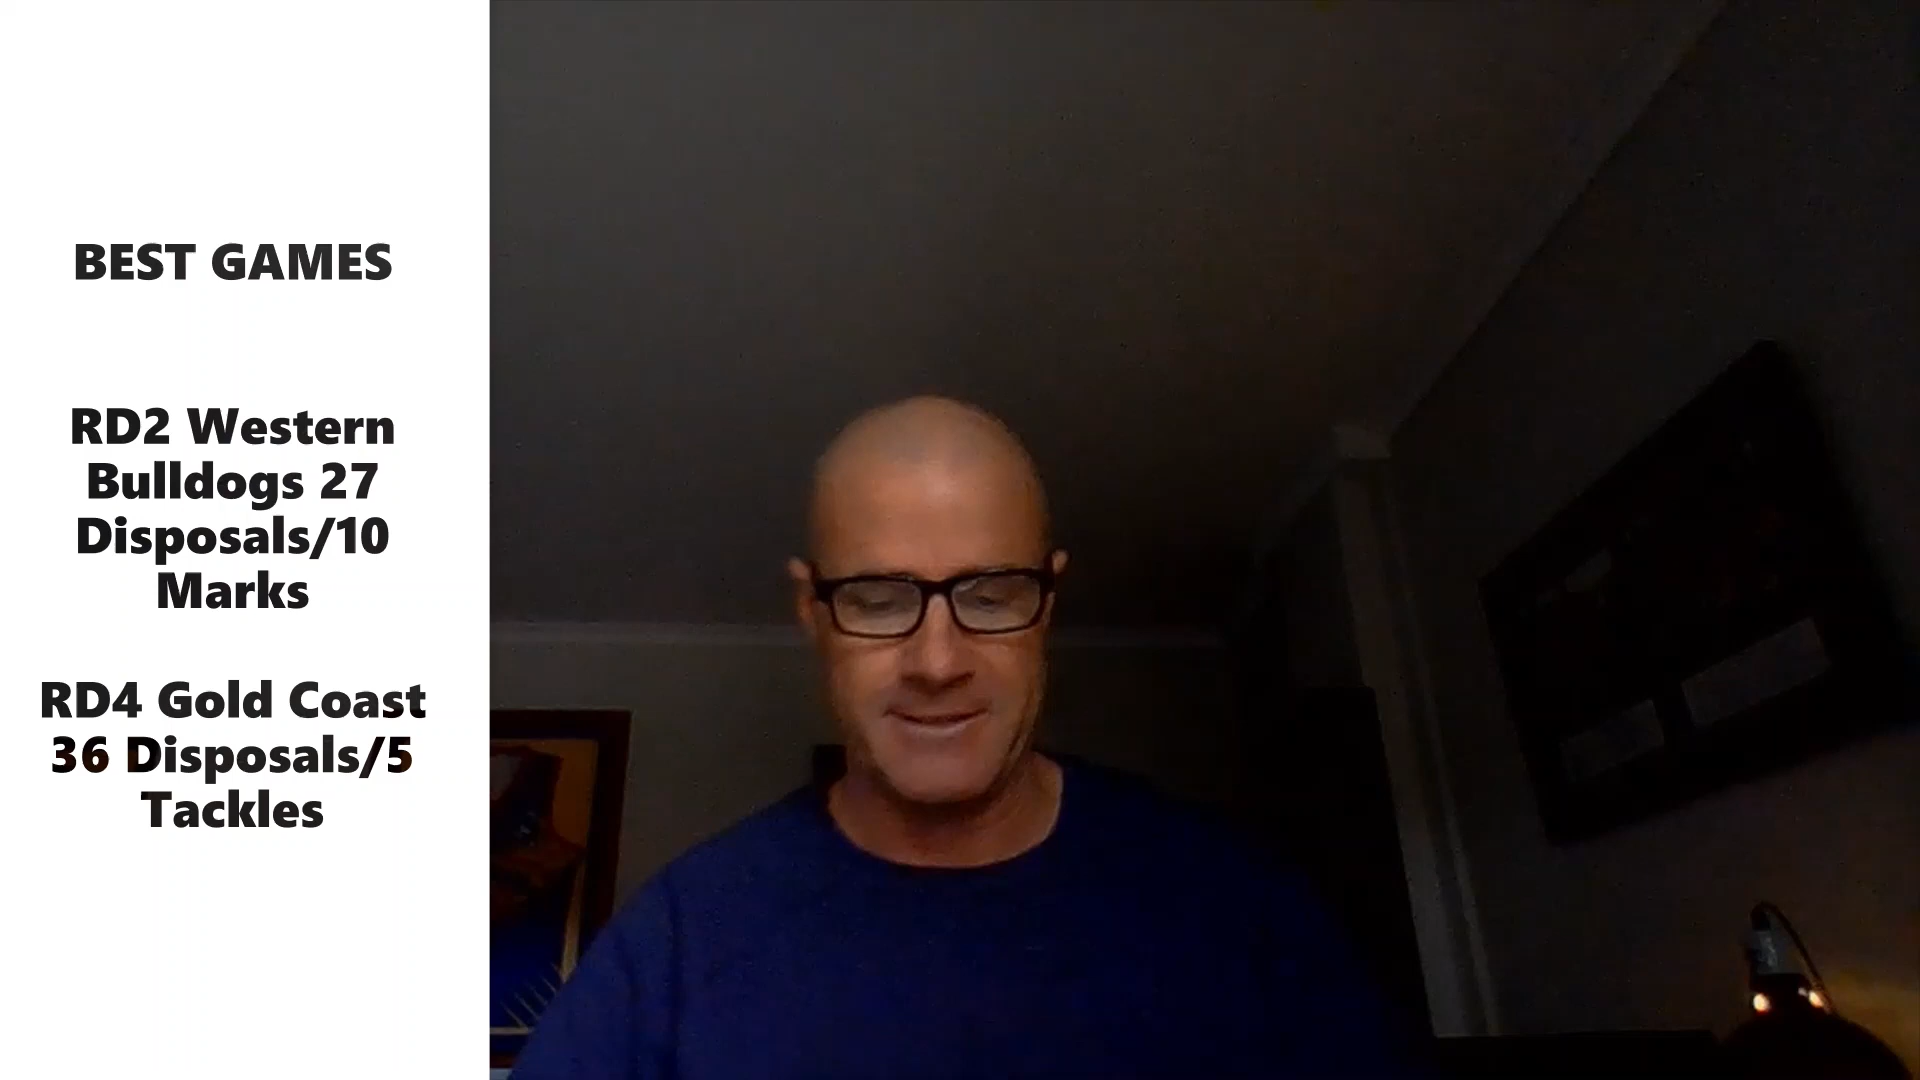 BEST GAMES
RD2 Western
Bulldogs 27
Disposals/10
Marks
RD4 Gold Coast
36 Disposals/5
Tackles